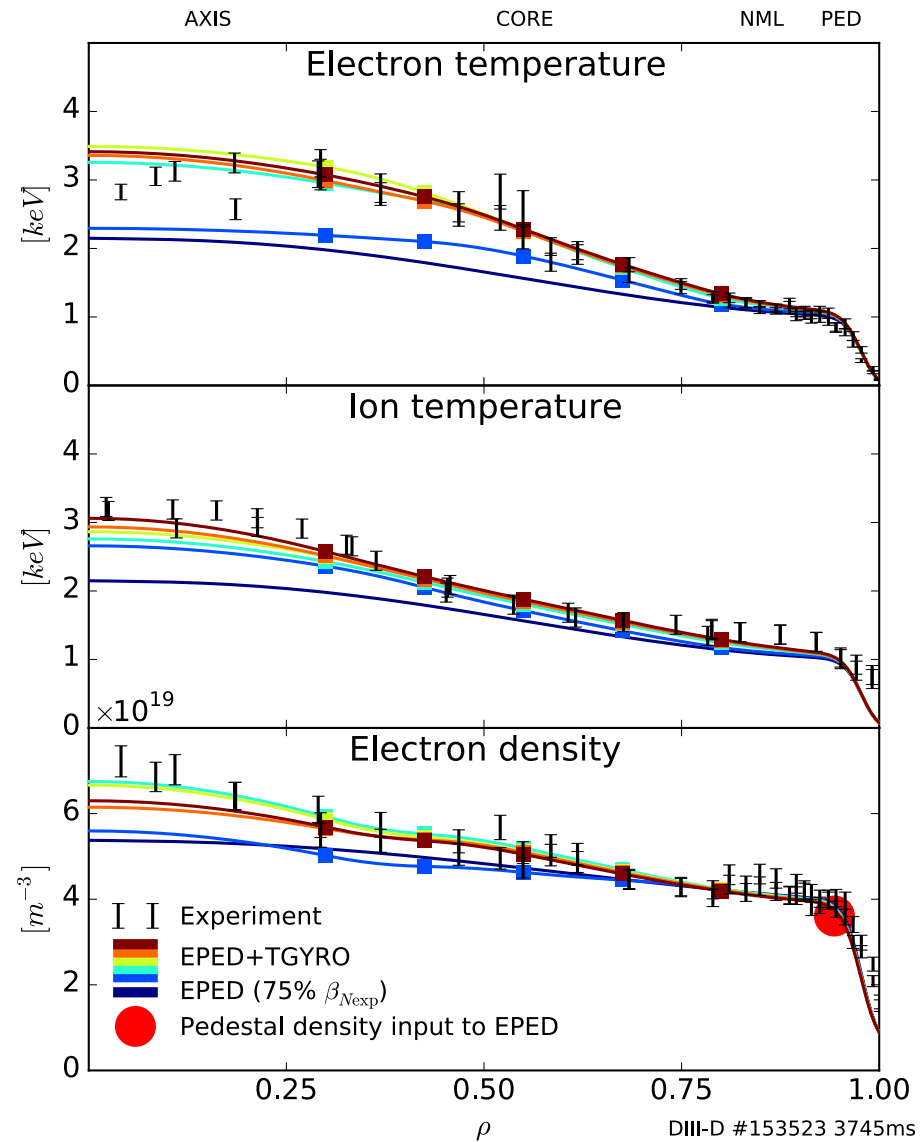 AXIS CORE NML PED
Electron temperature
4
3
2
1
0
[keV]
Ion temperature
4
3
2
1
0
[keV]
×10^19
Electron density
6
4
2
0
[m^−3]
Experiment
EPED+TGYRO
EPED (75% β_Nexp)
Pedestal density input to EPED
0.25 0.50 0.75 1.00
ρ
DIII-D #153523 3745ms